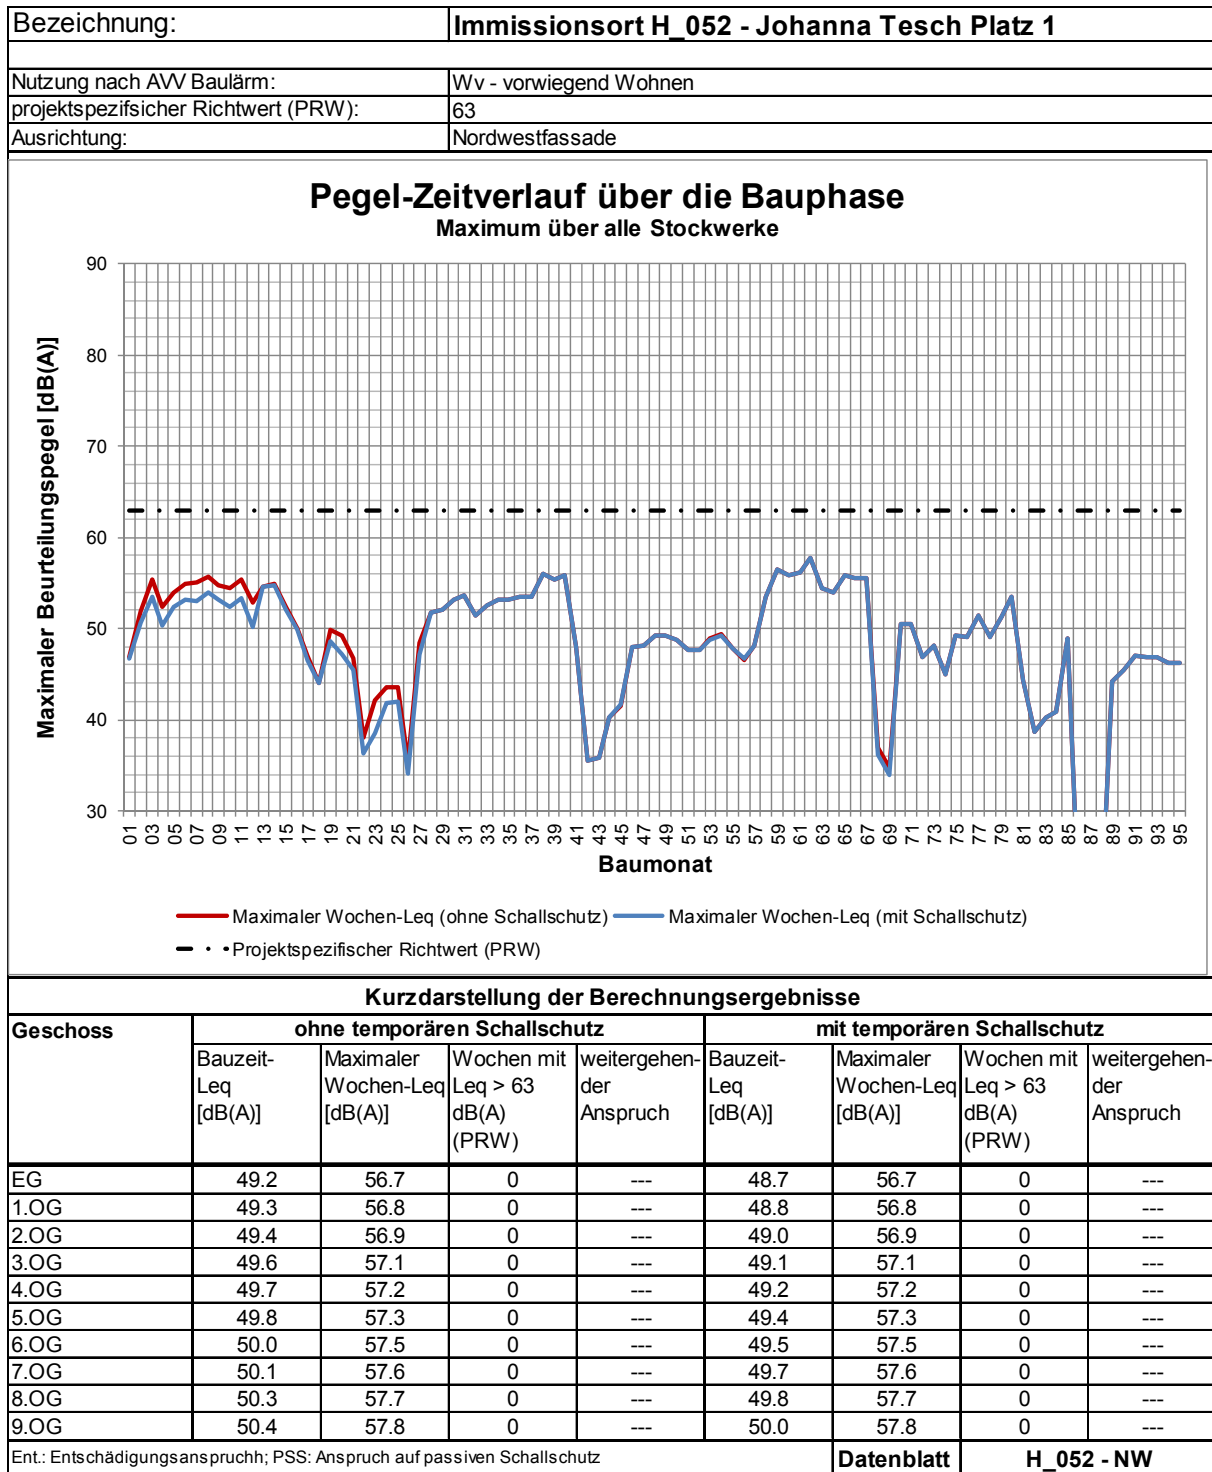 Bezeichnung: Immissionsort H_052 - Johanna Tesch Platz 1
Nutzung nach AVV Baulärm: Wv - vorwiegend Wohnen
projektspezifsicher Richtwert (PRW): 63
Ausrichtung: Nordwestfassade
Pegel-Zeitverlauf über die Bauphase
Maximum über alle Stockwerke
Maximaler Beurteilungspegel [dB(A)]
90
80
70
60
50
40
30
01 03 05 07 09 11 13 15 17 19 21 23 25 27 29 31 33 35 37 39 41 43 45 47 49 51 53 55 57 59 61 63 65 67 69 71 73 75 77 79 81 83 85 87 89 91 93 95
Baumonat
Maximaler Wochen-Leq (ohne Schallschutz) Maximaler Wochen-Leq (mit Schallschutz)
Projektspezifischer Richtwert (PRW)
Kurzdarstellung der Berechnungsergebnisse
Geschoss ohne temporären Schallschutz mit temporären Schallschutz
Bauzeit- Maximaler Wochen mit weitergehen- Bauzeit- Maximaler Wochen mit weitergehen-
Leq Wochen-Leq Leq > 63 der Leq Wochen-Leq Leq > 63 der
[dB(A)] [dB(A)] dB(A) Anspruch [dB(A)] [dB(A)] dB(A) Anspruch
(PRW) (PRW)
EG 49.2 56.7 0 --- 48.7 56.7 0 ---
1.OG 49.3 56.8 0 --- 48.8 56.8 0 ---
2.OG 49.4 56.9 0 --- 49.0 56.9 0 ---
3.OG 49.6 57.1 0 --- 49.1 57.1 0 ---
4.OG 49.7 57.2 0 --- 49.2 57.2 0 ---
5.OG 49.8 57.3 0 --- 49.4 57.3 0 ---
6.OG 50.0 57.5 0 --- 49.5 57.5 0 ---
7.OG 50.1 57.6 0 --- 49.7 57.6 0 ---
8.OG 50.3 57.7 0 --- 49.8 57.7 0 ---
9.OG 50.4 57.8 0 --- 50.0 57.8 0 ---
Ent.: Entschädigungsanspruchh; PSS: Anspruch auf passiven Schallschutz Datenblatt H_052 - NW